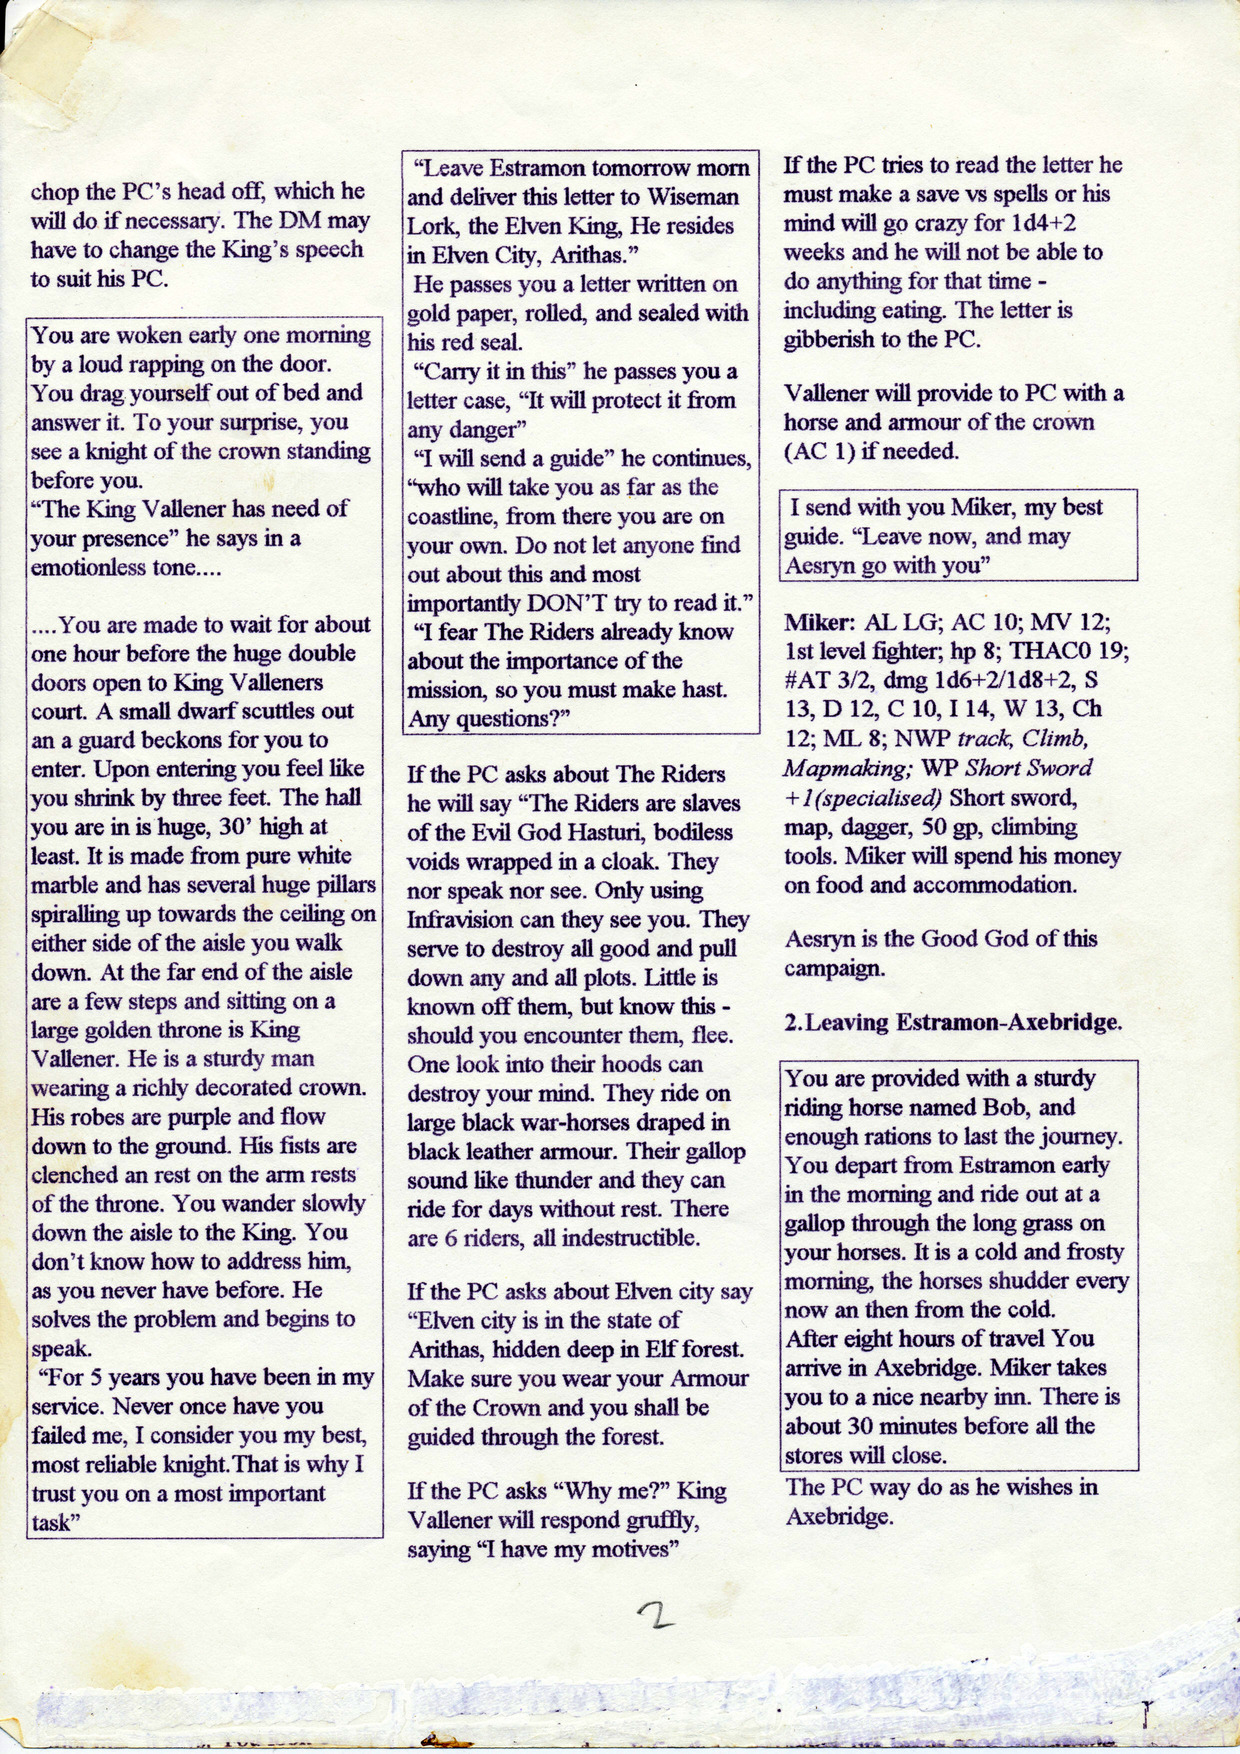 chop the PC's head off, which he
will do if necessary. The DM may
have to change the King's speech
to suit his PC.
You are woken early one morning
by a loud rapping on the door.
You drag yourself out of bed and
answer it. To your surprise, you
see a knight of the crown standing
before you.
“The King Vallener has need of
your presence” he says in a
emotionless tone....
....You are made to wait for about
one hour before the huge double
doors open to King Valleners
court. A small dwarf scuttles out
an a guard beckons for you to
enter. Upon entering you feel like
you shrink by three feet. The hall
you are in is huge, 30’ high at
least. It is made from pure white
marble and has several huge pillars
spiralling up towards the ceiling on
either side of the aisle you walk
down. At the far end of the aisle
are a few steps and sitting on a
large golden throne is King
Vallener. He is a sturdy man
wearing a richly decorated crown.
His robes are purple and flow
down to the ground. His fists are
clenched an rest on the arm rests
of the throne. You wander slowly
down the aisle to the King. You
don’t know how to address him,
as you never have before. He
solves the problem and begins to
speak.
“For 5 years you have been in my
service. Never once have you
failed me, I consider you my best,
most reliable knight.That is why I
trust you on a most important
task”
“Leave Estramon tomorrow morn
and deliver this letter to Wiseman
Lork, the Elven King, He resides
in Elven City, Arithas.”
He passes you a letter written on
gold paper, rolled, and sealed with
his red seal.
“Carry it in this” he passes you a
letter case, “It will protect it from
any danger”
“I will send a guide” he continues,
“who will take you as far as the
coastline, from there you are on
your own. Do not let anyone find
out about this and most
importantly DON’T try to read it.”
“I fear The Riders already know
about the importance of the
mission, so you must make hast.
Any questions?”
If the PC asks about The Riders
he will say “The Riders are slaves
of the Evil God Hasturi, bodiless
voids wrapped in a cloak. They
nor speak nor see. Only using
Infravision can they see you. They
serve to destroy all good and pull
down any and all plots. Little is
known off them, but know this -
should you encounter them, flee.
One look into their hoods can
destroy your mind. They ride on
large black war-horses draped in
black leather armour. Their gallop
sound like thunder and they can
ride for days without rest. There
are 6 riders, all indestructible.
If the PC asks about Elven city say
“Elven city is in the state of
Arithas, hidden deep in Elf forest.
Make sure you wear your Armour
of the Crown and you shall be
guided through the forest.
If the PC asks “Why me?” King
Vallener will respond gruffly,
saying “I have my motives”
If the PC tries to read the letter he
must make a save vs spells or his
mind will go crazy for 1d4+2
weeks and he will not be able to
do anything for that time -
including eating. The letter is
gibberish to the PC.
Vallener will provide to PC with a
horse and armour of the crown
(AC 1) if needed.
I send with you Miker, my best
guide. “Leave now, and may
Aesryn go with you”
Miker: AL LG; AC 10; MV 12;
1st level fighter; hp 8; THAC0 19;
#AT 3/2, dmg 1d6+2/1d8+2, S
13, D 12, C 10, I 14, W 13, Ch
12; ML 8; NWP track, Climb,
Mapmaking; WP Short Sword
+1(specialised) Short sword,
map, dagger, 50 gp, climbing
tools. Miker will spend his money
on food and accommodation.
Aesryn is the Good God of this
campaign.
2.Leaving Estramon-Axebridge.
You are provided with a sturdy
riding horse named Bob, and
enough rations to last the journey.
You depart from Estramon early
in the morning and ride out at a
gallop through the long grass on
your horses. It is a cold and frosty
morning, the horses shudder every
now an then from the cold.
After eight hours of travel You
arrive in Axebridge. Miker takes
you to a nice nearby inn. There is
about 30 minutes before all the
stores will close.
The PC way do as he wishes in
Axebridge.
2